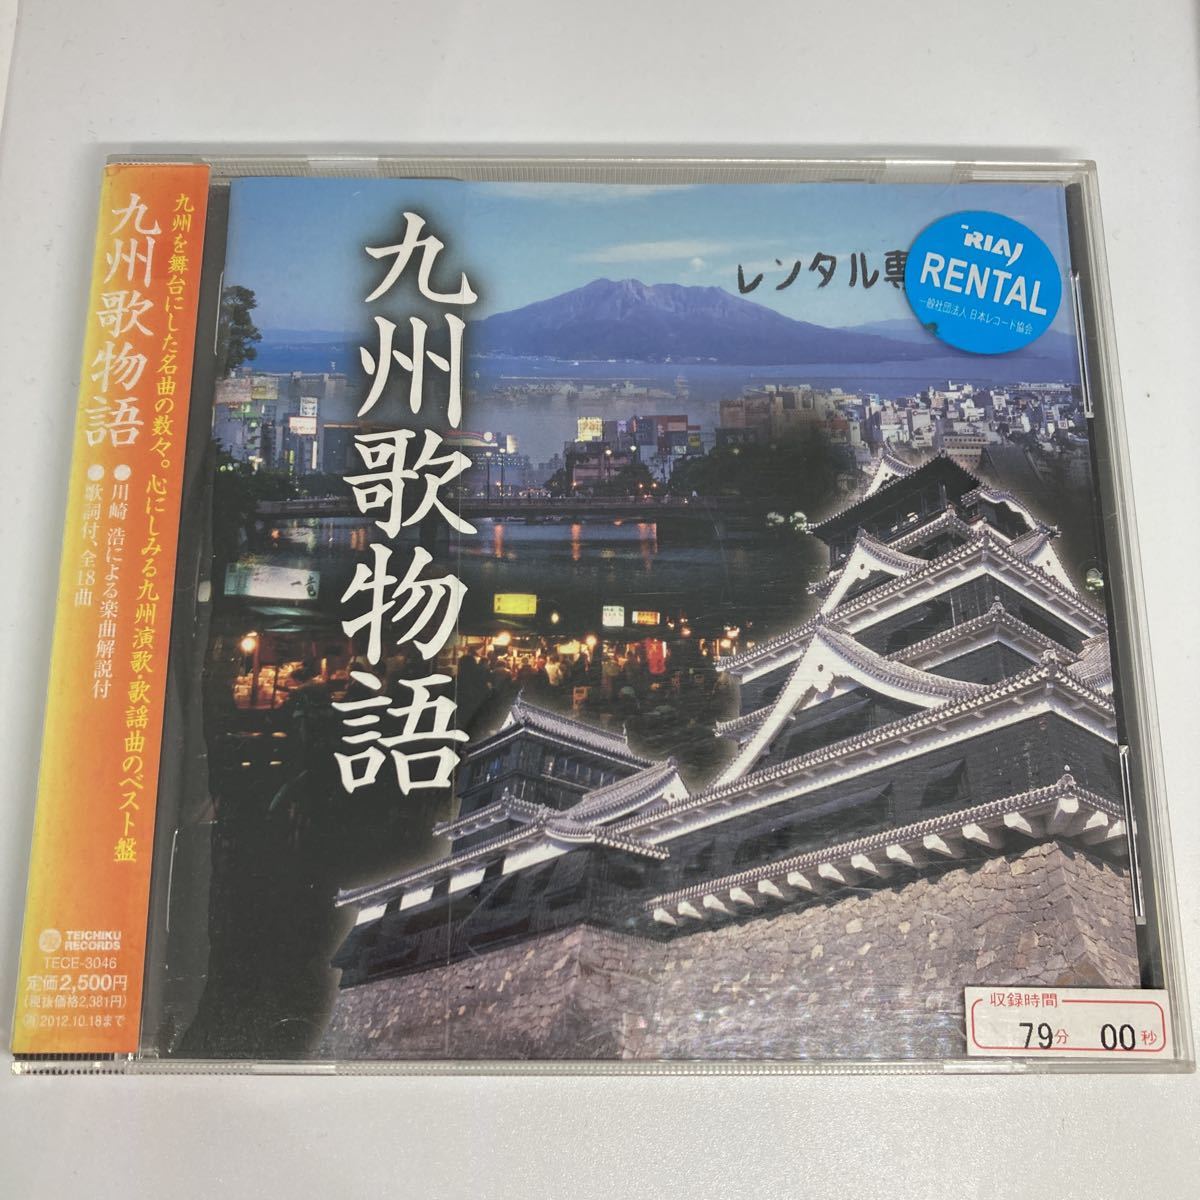 九州歌物語
九州を舞台にした名曲の数々。心にしみる九州演歌・歌謡曲のベスト盤
●川崎 浩による楽曲解説付
●歌詞付、全18曲
TEICHIKU
RECORDS
TECE-3046
定価2,500円
(税抜価格2,381円)
2012.10.18まで
九州歌物語
レンタル専
RIAJ
RENTAL
一般社団法人 日本レコード協会
収録時間
79分 00秒